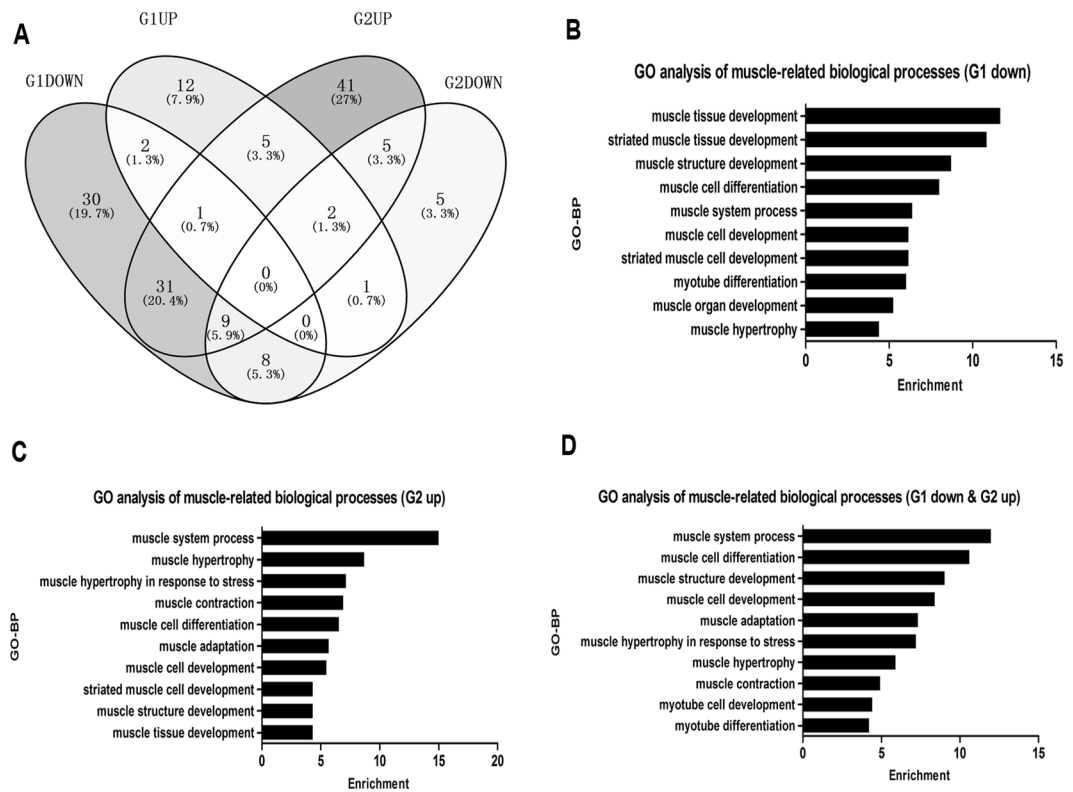 A
G1UP
G2UP
G1DOWN
G2DOWN
12
(7.9%)
41
(27%)
2
(1.3%)
5
(3.3%)
5
(3.3%)
30
(19.7%)
1
(0.7%)
2
(1.3%)
5
(3.3%)
31
(20.4%)
0
(0%)
1
(0.7%)
9
(5.9%)
0
(0%)
8
(5.3%)
B
GO analysis of muscle-related biological processes (G1 down)
GO-BP
muscle tissue development
striated muscle tissue development
muscle structure development
muscle cell differentiation
muscle system process
muscle cell development
striated muscle cell development
myotube differentiation
muscle organ development
muscle hypertrophy
0 5 10 15
Enrichment
C
GO analysis of muscle-related biological processes (G2 up)
GO-BP
muscle system process
muscle hypertrophy
muscle hypertrophy in response to stress
muscle contraction
muscle cell differentiation
muscle adaptation
muscle cell development
striated muscle cell development
muscle structure development
muscle tissue development
0 5 10 15 20
Enrichment
D
GO analysis of muscle-related biological processes (G1 down & G2 up)
GO-BP
muscle system process
muscle cell differentiation
muscle structure development
muscle cell development
muscle adaptation
muscle hypertrophy in response to stress
muscle hypertrophy
muscle contraction
myotube cell development
myotube differentiation
0 5 10 15
Enrichment